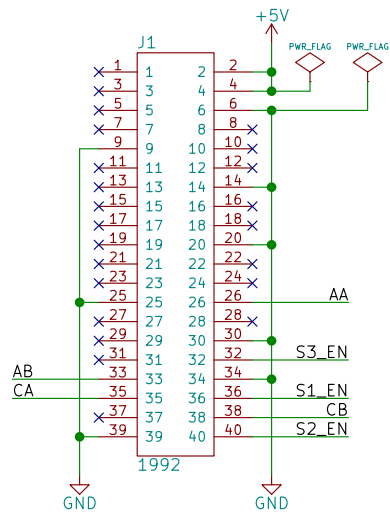 +5V
J1
PWR_FLAG PWR_FLAG
1 1 2 2
3 3 4 4
5 5 6 6
7 7 8 8
9 9 10 10
11 11 12 12
13 13 14 14
15 15 16 16
17 17 18 18
19 19 20 20
21 21 22 22
23 23 24 24
25 25 26 26 AA
27 27 28 28
29 29 30 30
31 31 32 32 S3_EN
AB 33 33 34 34
CA 35 35 36 36 S1_EN
37 37 38 38 CB
39 39 40 40 S2_EN
1992
GND GND